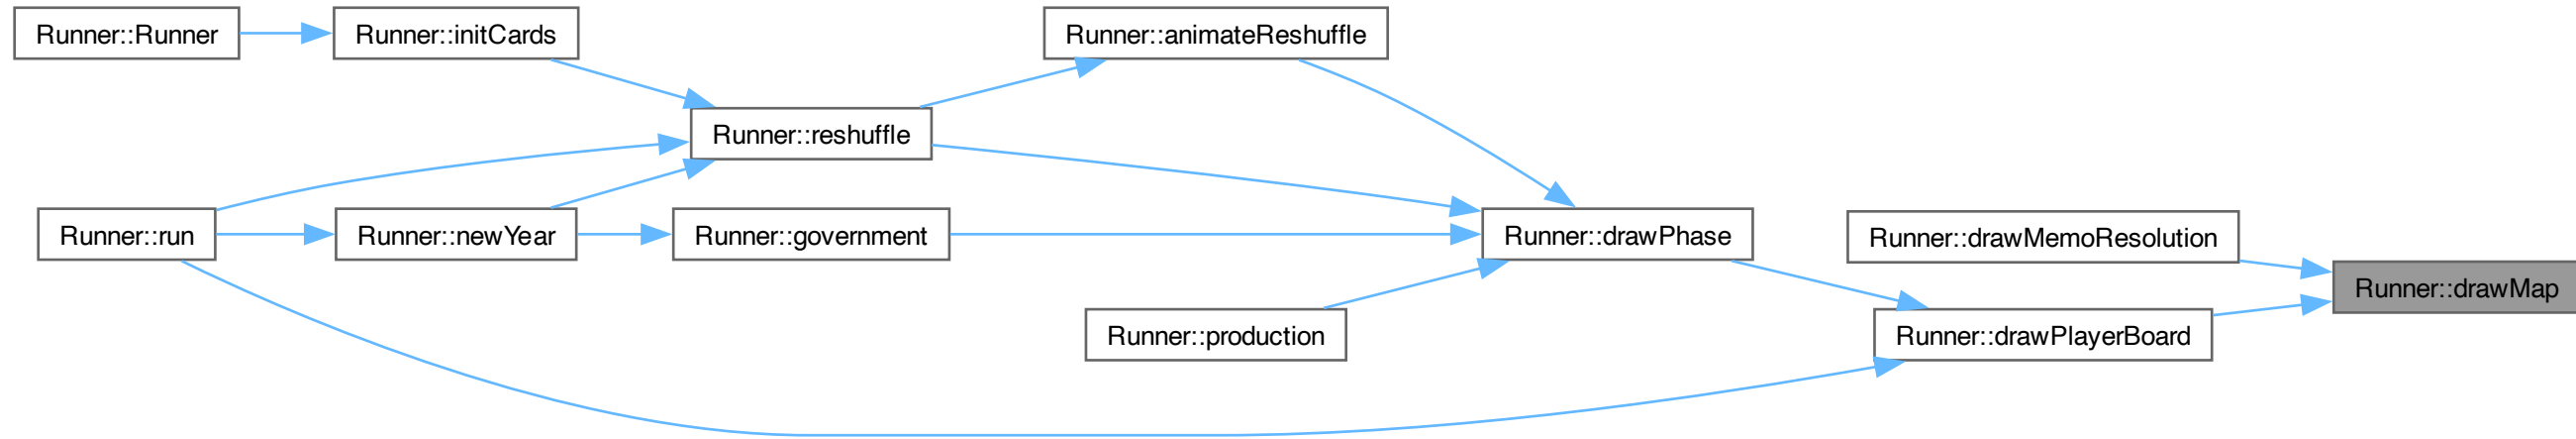 Runner::Runner
Runner::initCards
Runner::animateReshuffle
Runner::reshuffle
Runner::run
Runner::newYear
Runner::government
Runner::drawPhase
Runner::drawMemoResolution
Runner::drawMap
Runner::production
Runner::drawPlayerBoard